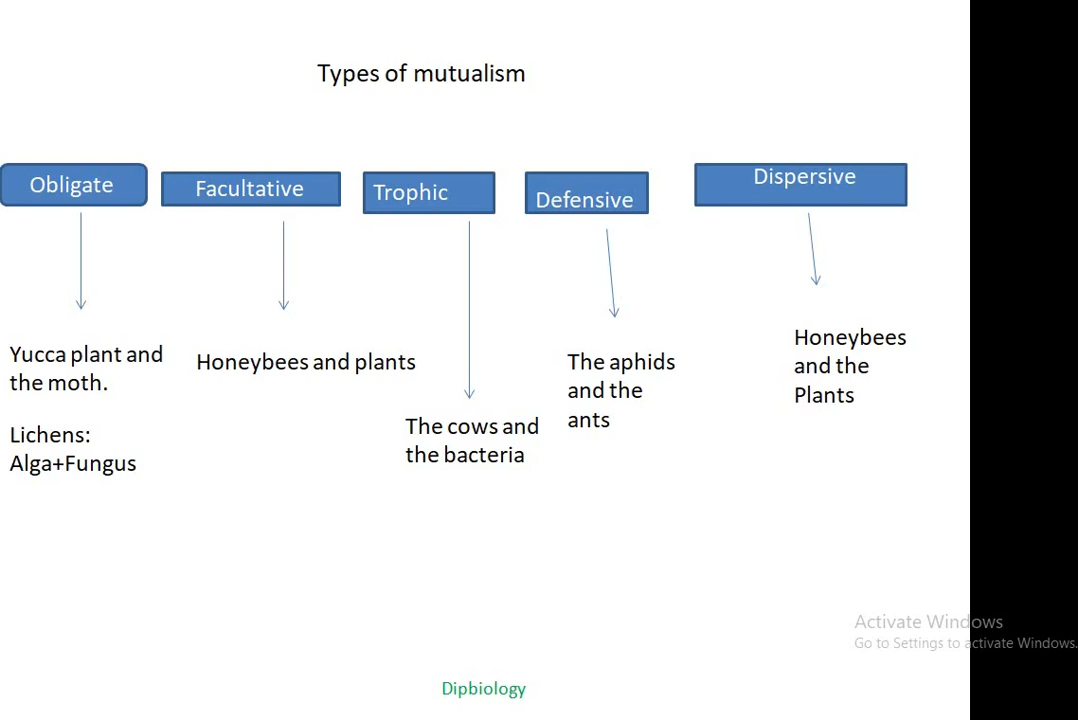 Types of mutualism
Obligate
Facultative
Trophic
Defensive
Dispersive
Yucca plant and
the moth.
Lichens:
Alga+Fungus
Honeybees and plants
The cows and
the bacteria
The aphids
and the
ants
Honeybees
and the
Plants
Activate Windows
Go to Settings to activate Windows.
Dipbiology